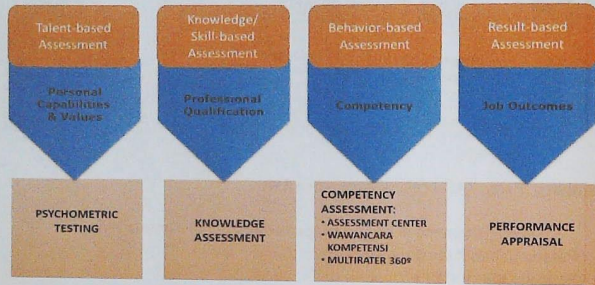 Talent-based
Assessment
Knowledge/
Skill-based
Assessment
Behavior-based
Assessment
Result-based
Assessment
Personal
Capabilities
& Values
Professional
Qualification
Competency
Job Outcomes
PSYCHOMETRIC
TESTING
KNOWLEDGE
ASSESSMENT
COMPETENCY
ASSESSMENT:
• ASSESSMENT CENTER
• WAWANCARA
KOMPETENSI
• MULTIRATER 360º
PERFORMANCE
APPRAISAL